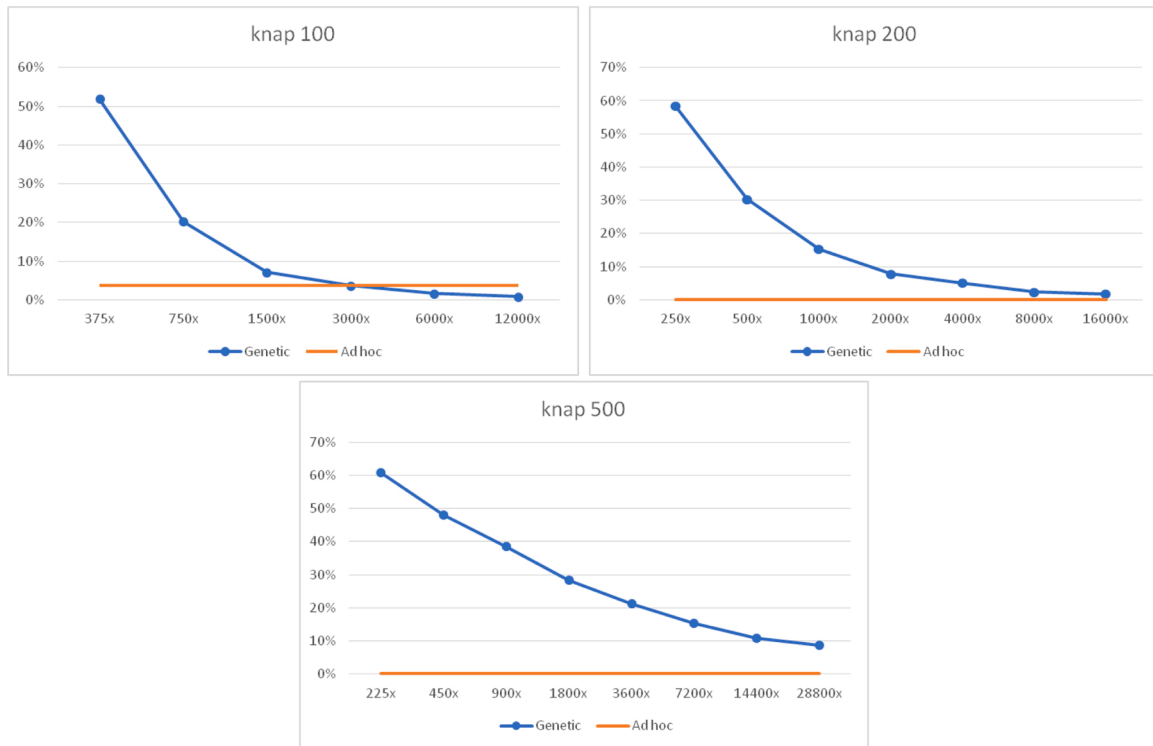 knap 100
60%
50%
40%
30%
20%
10%
0%
375x 750x 1500x 3000x 6000x 12000x
Genetic Ad hoc
knap 200
70%
60%
50%
40%
30%
20%
10%
0%
250x 500x 1000x 2000x 4000x 8000x 16000x
Genetic Ad hoc
knap 500
70%
60%
50%
40%
30%
20%
10%
0%
225x 450x 900x 1800x 3600x 7200x 14400x 28800x
Genetic Ad hoc